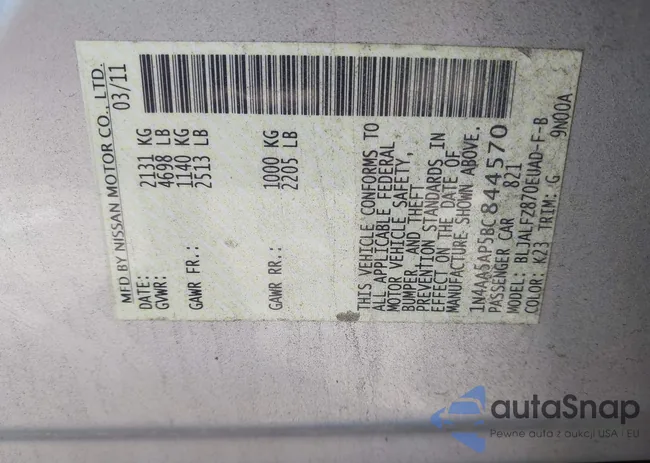 MFD BY NISSAN MOTOR CO., LTD.
DATE: 03/11
GVWR: 2131 KG
4698 LB
GAWR FR.: 1140 KG
2513 LB
GAWR RR.: 1000 KG
2205 LB
THIS VEHICLE CONFORMS TO
ALL APPLICABLE FEDERAL
MOTOR VEHICLE SAFETY,
BUMPER, AND THEFT
PREVENTION STANDARDS IN
EFFECT ON THE DATE OF
MANUFACTURE SHOWN ABOVE.
1N4AA5AP5BC844570
PASSENGER CAR 821
MODEL: BLJALFZ870EUAD-F-B
COLOR: K23 TRIM: G 9N00A
autaSnap
Pewne auta z aukcji USA - EU